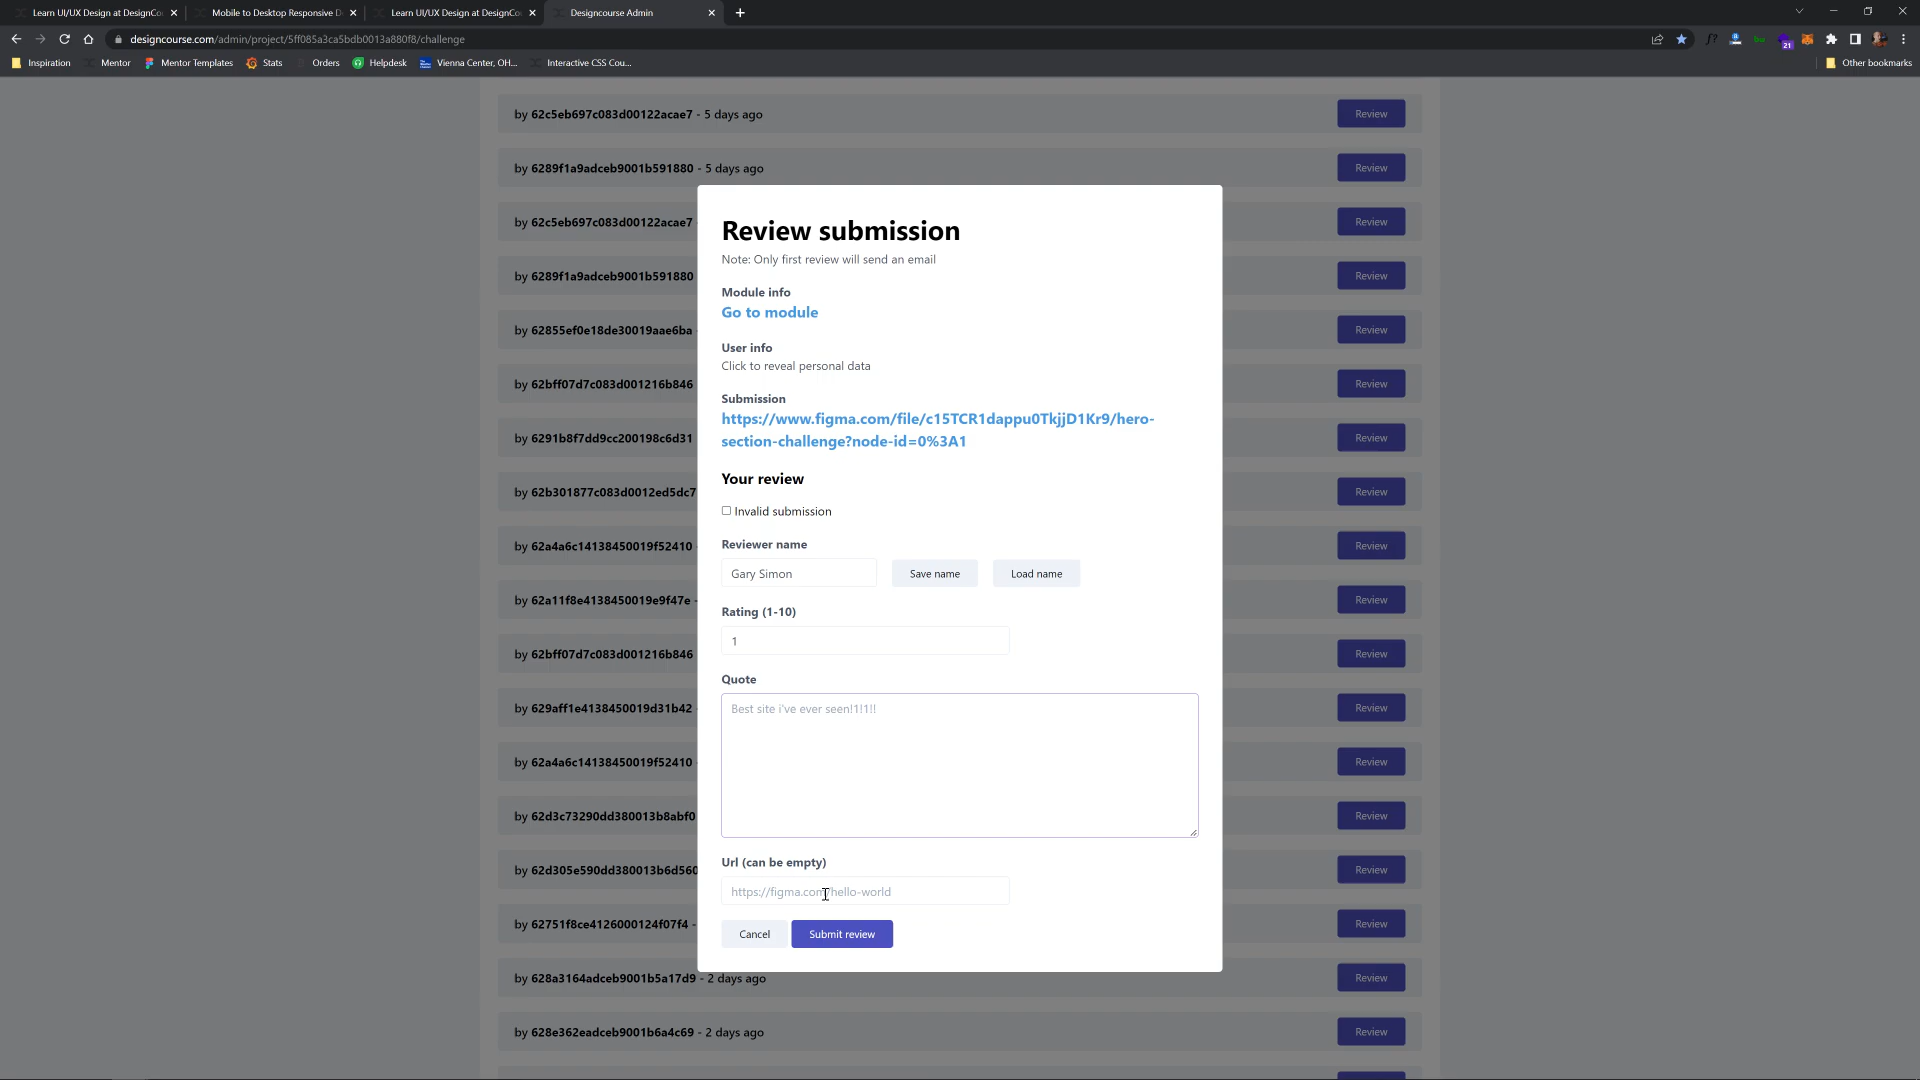 Learn UI/UX Design at DesignCo
Mobile to Desktop Responsive D
Learn UI/UX Design at DesignCo
Designcourse Admin
designcourse.com/admin/project/5ff085a3ca5bdb0013a880f8/challenge
21
Inspiration
Mentor
Mentor Templates
Stats
Orders
Helpdesk
Vienna Center, OH...
Interactive CSS Cou...
Other bookmarks
by 62c5eb697c083d00122acae7 - 5 days ago
Review
by 6289f1a9adceb9001b591880 - 5 days ago
Review
by 62c5eb697c083d00122acae7 -
Review
by 6289f1a9adceb9001b591880
Review
by 62855ef0e18de30019aae6ba -
Review
by 62bff07d7c083d001216b846
Review
by 6291b8f7dd9cc200198c6d31
Review
by 62b301877c083d0012ed5dc7
Review
by 62a4a6c14138450019f52410
Review
by 62a11f8e4138450019e9f47e -
Review
by 62bff07d7c083d001216b846
Review
by 629aff1e4138450019d31b42
Review
by 62a4a6c14138450019f52410
Review
by 62d3c73290dd380013b8abf0
Review
by 62d305e590dd380013b6d560
Review
by 62751f8ce4126000124f07f4 -
Review
by 628a3164adceb9001b5a17d9 - 2 days ago
Review
by 628e362eadceb9001b6a4c69 - 2 days ago
Review
Review submission
Note: Only first review will send an email
Module info
Go to module
User info
Click to reveal personal data
Submission
https://www.figma.com/file/c15TCR1dappu0TkjjD1Kr9/hero-
section-challenge?node-id=0%3A1
Your review
Invalid submission
Reviewer name
Gary Simon
Save name
Load name
Rating (1-10)
1
Quote
Best site i've ever seen!1!1!!
Url (can be empty)
https://figma.com/hello-world
Cancel
Submit review